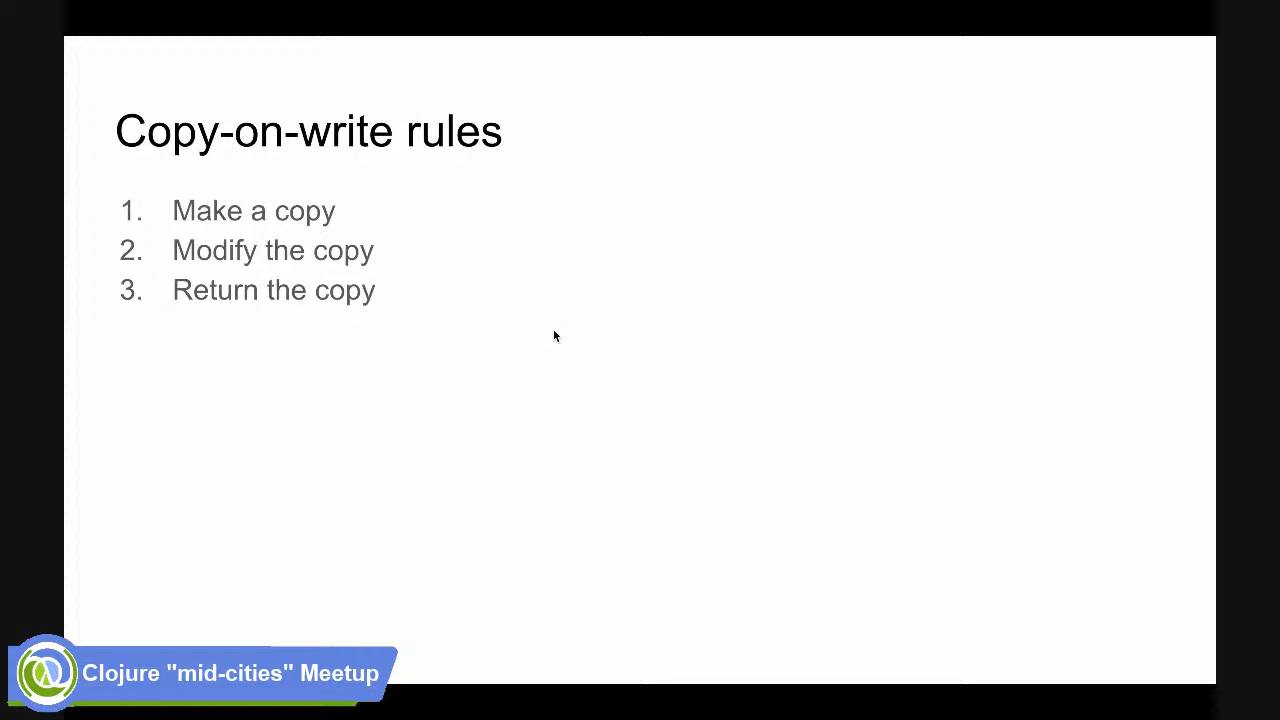 Copy-on-write rules
1. Make a copy
2. Modify the copy
3. Return the copy
Clojure "mid-cities" Meetup